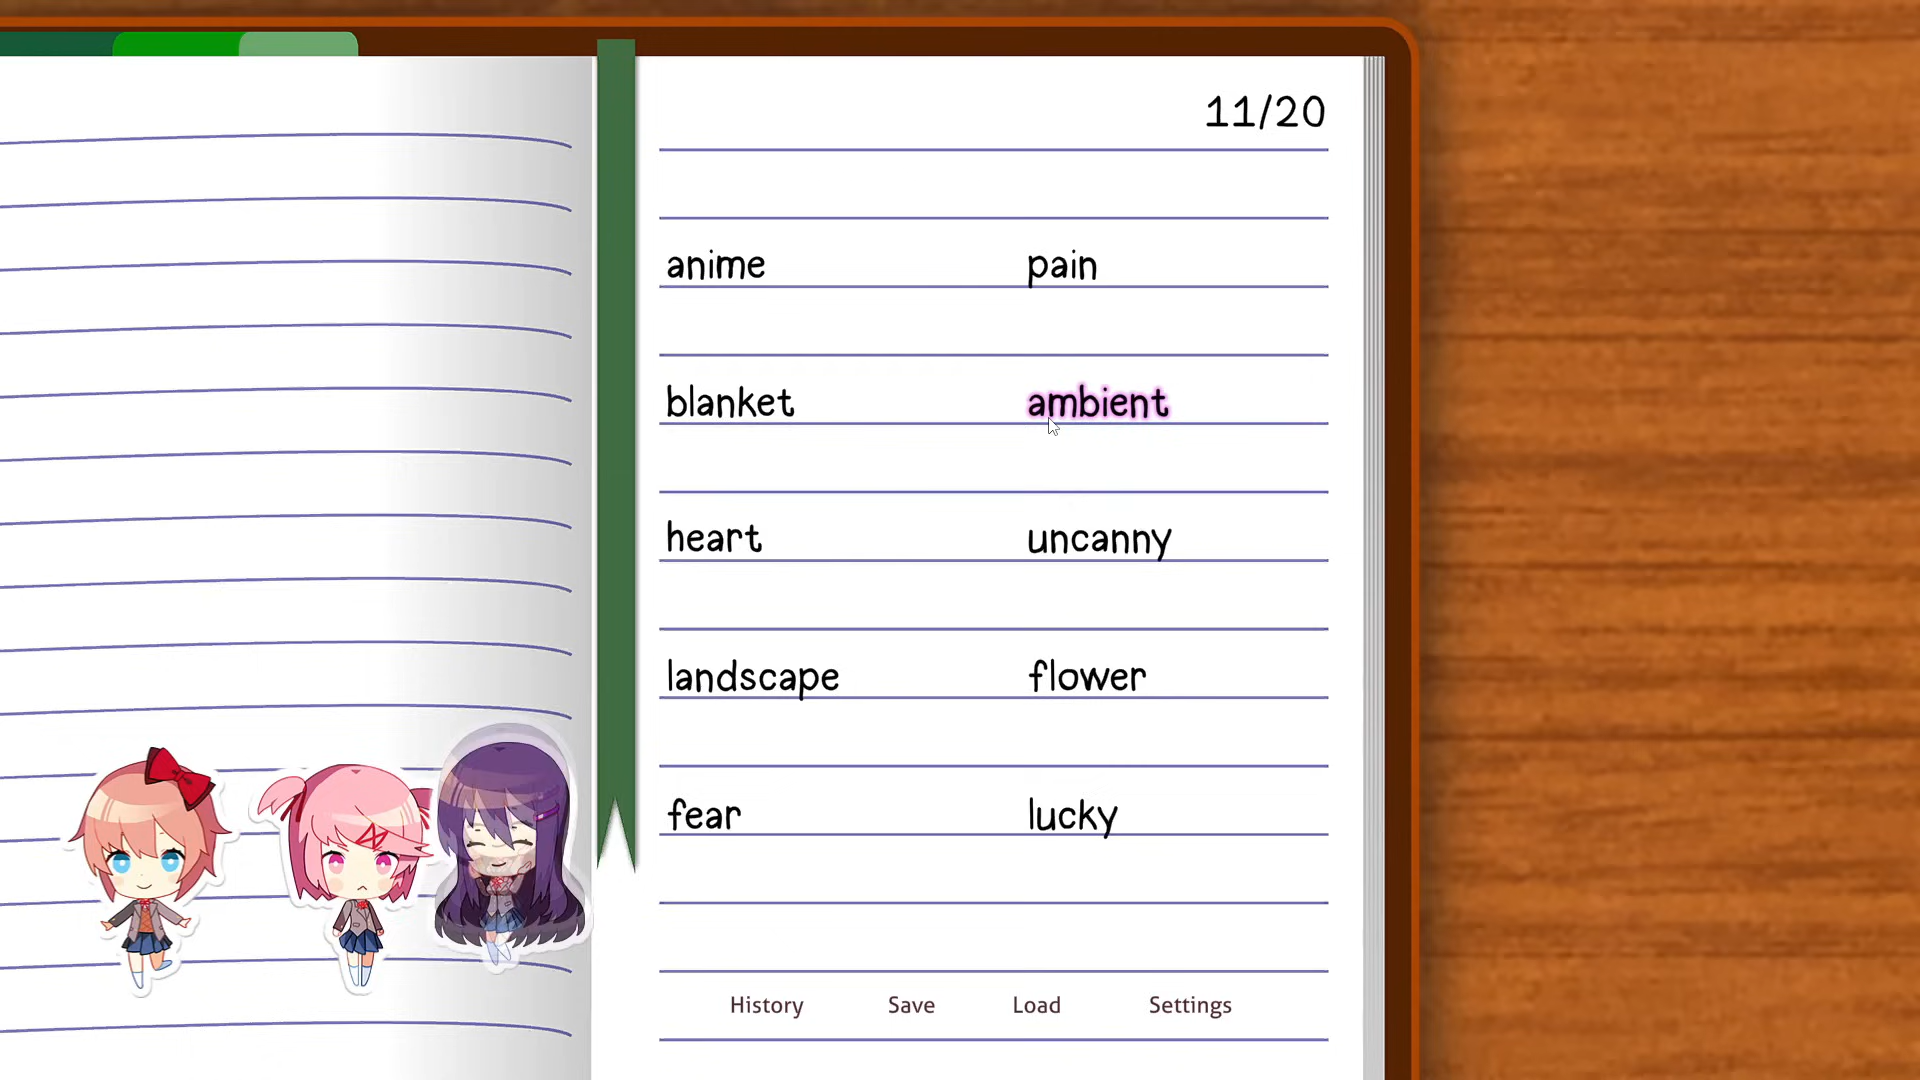 11/20
anime pain
blanket ambient
heart uncanny
landscape flower
fear lucky
History Save Load Settings